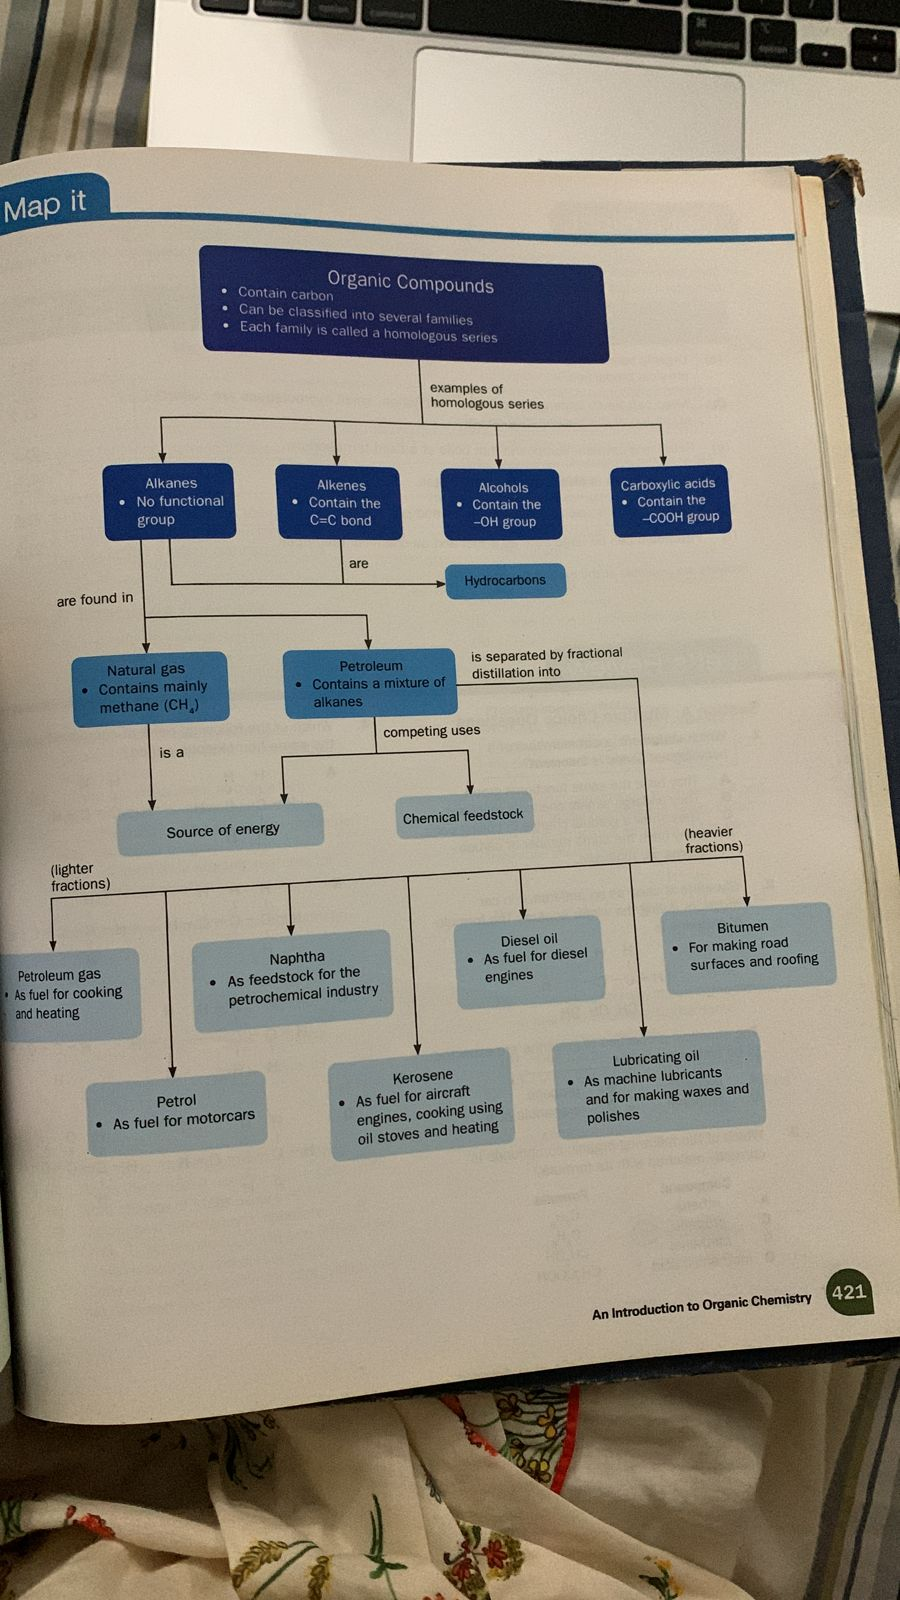 command
option
Map it
Organic Compounds
• Contain carbon
• Can be classified into several families
• Each family is called a homologous series
examples of
homologous series
Alkanes
• No functional
group
Alkenes
• Contain the
C=C bond
Alcohols
• Contain the
–OH group
Carboxylic acids
• Contain the
–COOH group
are
Hydrocarbons
are found in
Natural gas
• Contains mainly
methane (CH₄)
Petroleum
• Contains a mixture of
alkanes
is separated by fractional
distillation into
competing uses
is a
Source of energy
Chemical feedstock
(lighter
fractions)
(heavier
fractions)
Petroleum gas
• As fuel for cooking
and heating
Naphtha
• As feedstock for the
petrochemical industry
Diesel oil
• As fuel for diesel
engines
Bitumen
• For making road
surfaces and roofing
Petrol
• As fuel for motorcars
Kerosene
• As fuel for aircraft
engines, cooking using
oil stoves and heating
Lubricating oil
• As machine lubricants
and for making waxes and
polishes
An Introduction to Organic Chemistry
421